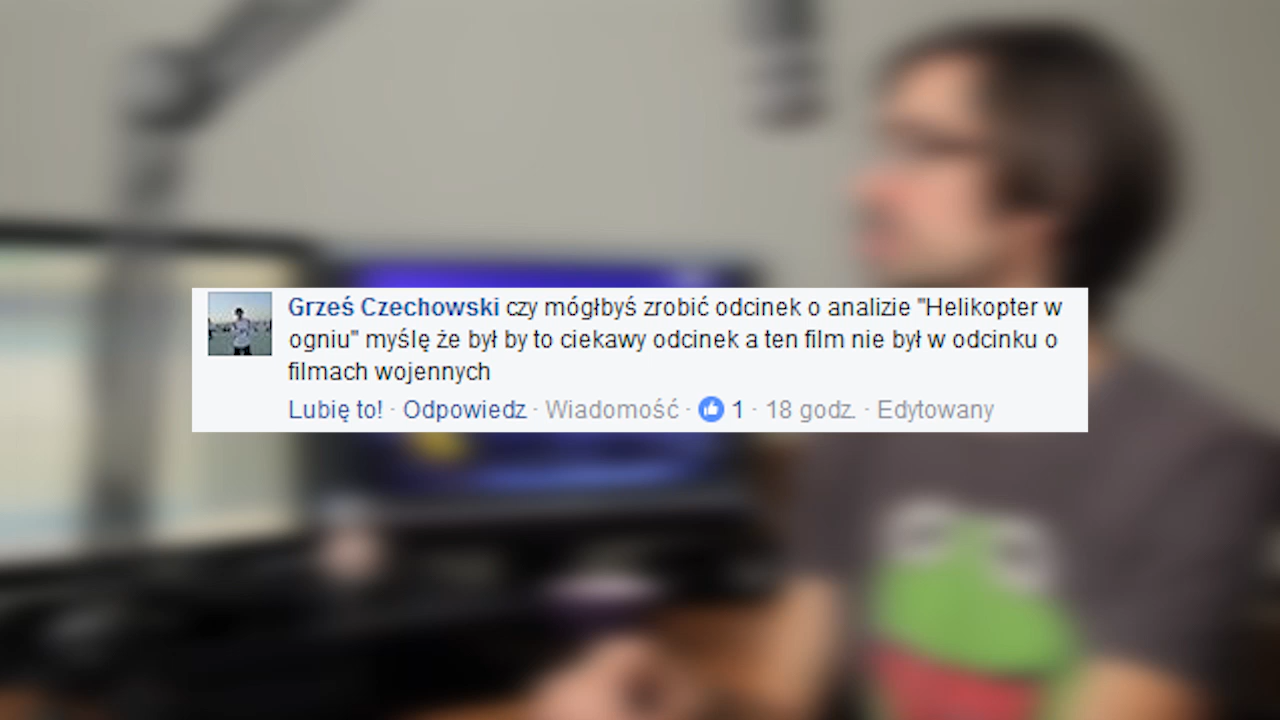 Grześ Czechowski czy mógłbyś zrobić odcinek o analizie "Helikopter w
ogniu" myślę że był by to ciekawy odcinek a ten film nie był w odcinku o
filmach wojennych
Lubię to! · Odpowiedz · Wiadomość · 1 · 18 godz. · Edytowany